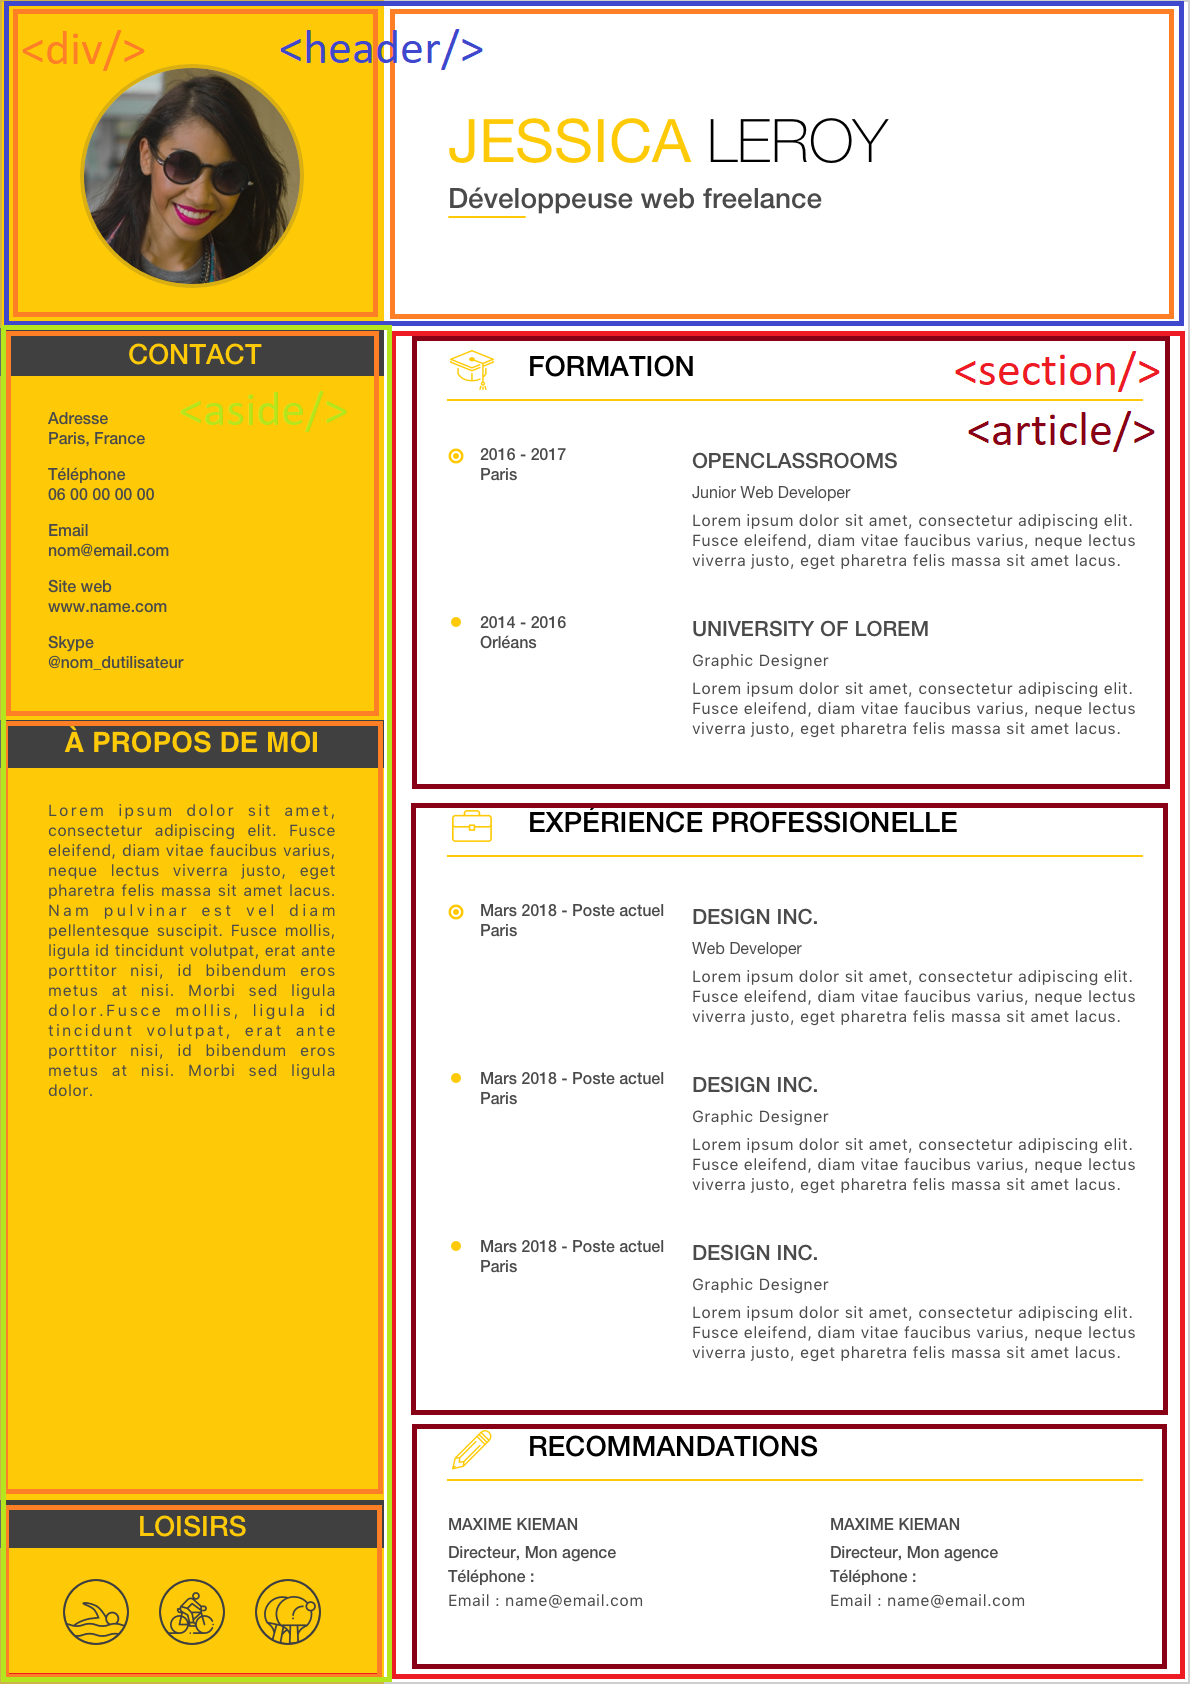 <div/>
<header/>
JESSICA LEROY
Développeuse web freelance
CONTACT
<aside/>
Adresse
Paris, France
Téléphone
06 00 00 00 00
Email
nom@email.com
Site web
www.name.com
Skype
@nom_dutilisateur
À PROPOS DE MOI
Lorem ipsum dolor sit amet,
consectetur adipiscing elit. Fusce
eleifend, diam vitae faucibus varius,
neque lectus viverra justo, eget
pharetra felis massa sit amet lacus.
Nam pulvinar est vel diam
pellentesque suscipit. Fusce mollis,
ligula id tincidunt volutpat, erat ante
porttitor nisi, id bibendum eros
metus at nisi. Morbi sed ligula
dolor.Fusce mollis, ligula id
tincidunt volutpat, erat ante
porttitor nisi, id bibendum eros
metus at nisi. Morbi sed ligula
dolor.
LOISIRS
FORMATION
<section/>
<article/>
2016 - 2017
Paris
OPENCLASSROOMS
Junior Web Developer
Lorem ipsum dolor sit amet, consectetur adipiscing elit.
Fusce eleifend, diam vitae faucibus varius, neque lectus
viverra justo, eget pharetra felis massa sit amet lacus.
2014 - 2016
Orléans
UNIVERSITY OF LOREM
Graphic Designer
Lorem ipsum dolor sit amet, consectetur adipiscing elit.
Fusce eleifend, diam vitae faucibus varius, neque lectus
viverra justo, eget pharetra felis massa sit amet lacus.
EXPÉRIENCE PROFESSIONELLE
Mars 2018 - Poste actuel
Paris
DESIGN INC.
Web Developer
Lorem ipsum dolor sit amet, consectetur adipiscing elit.
Fusce eleifend, diam vitae faucibus varius, neque lectus
viverra justo, eget pharetra felis massa sit amet lacus.
Mars 2018 - Poste actuel
Paris
DESIGN INC.
Graphic Designer
Lorem ipsum dolor sit amet, consectetur adipiscing elit.
Fusce eleifend, diam vitae faucibus varius, neque lectus
viverra justo, eget pharetra felis massa sit amet lacus.
Mars 2018 - Poste actuel
Paris
DESIGN INC.
Graphic Designer
Lorem ipsum dolor sit amet, consectetur adipiscing elit.
Fusce eleifend, diam vitae faucibus varius, neque lectus
viverra justo, eget pharetra felis massa sit amet lacus.
RECOMMANDATIONS
MAXIME KIEMAN
Directeur, Mon agence
Téléphone :
Email : name@email.com
MAXIME KIEMAN
Directeur, Mon agence
Téléphone :
Email : name@email.com